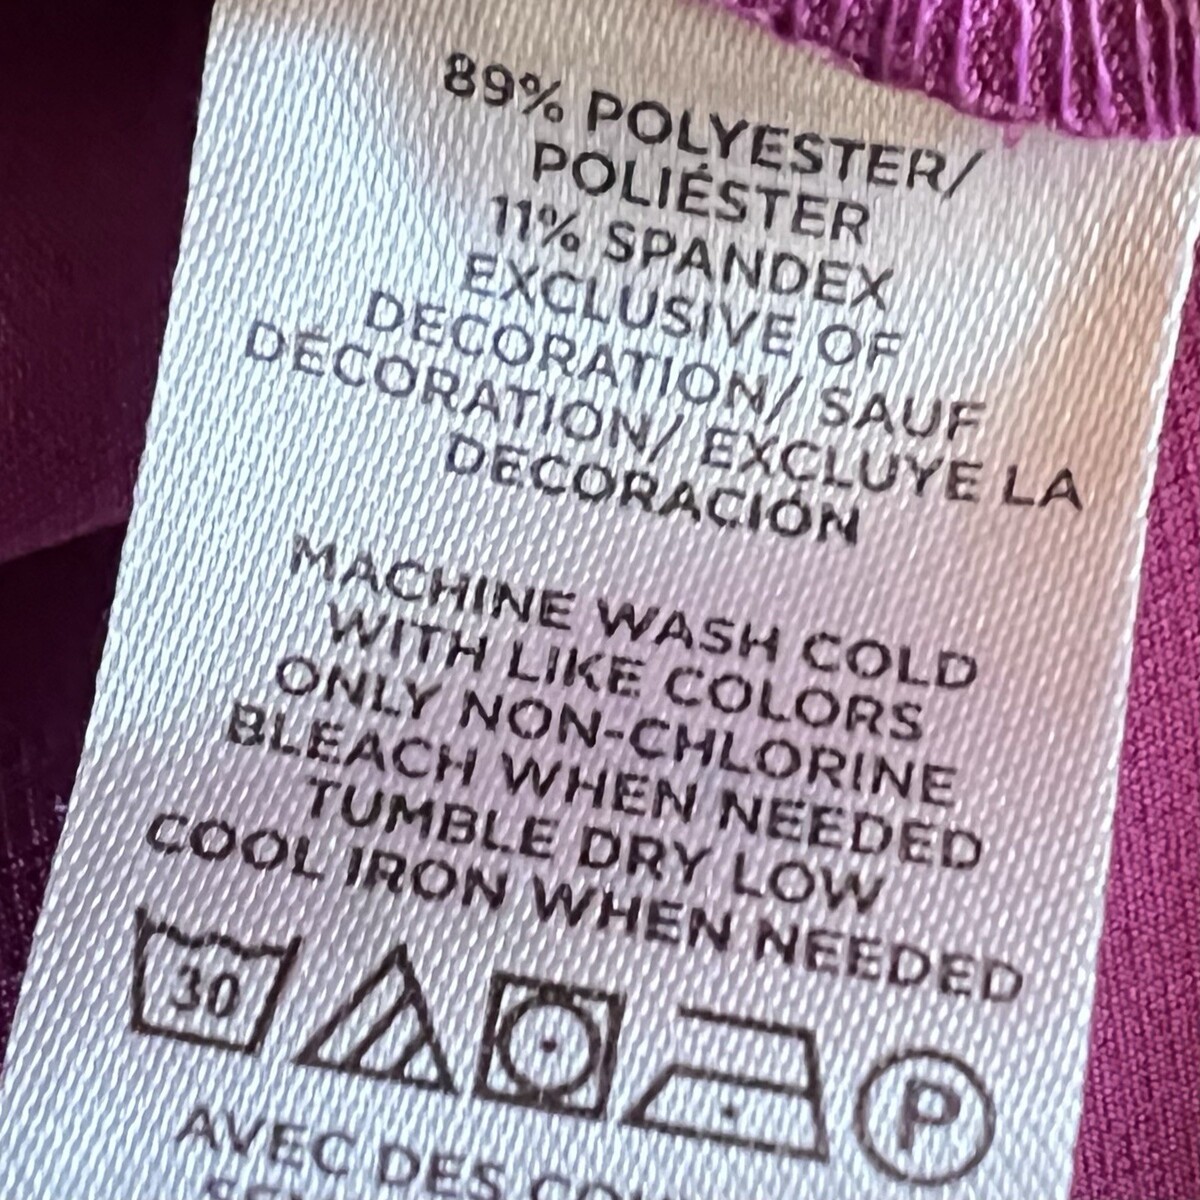 89% POLYESTER/
POLIÉSTER
11% SPANDEX
EXCLUSIVE OF
DECORATION/ SAUF
DÉCORATION/ EXCLUYE LA
DECORACIÓN
MACHINE WASH COLD
WITH LIKE COLORS
ONLY NON-CHLORINE
BLEACH WHEN NEEDED
TUMBLE DRY LOW
COOL IRON WHEN NEEDED
30
P
AVEC DES